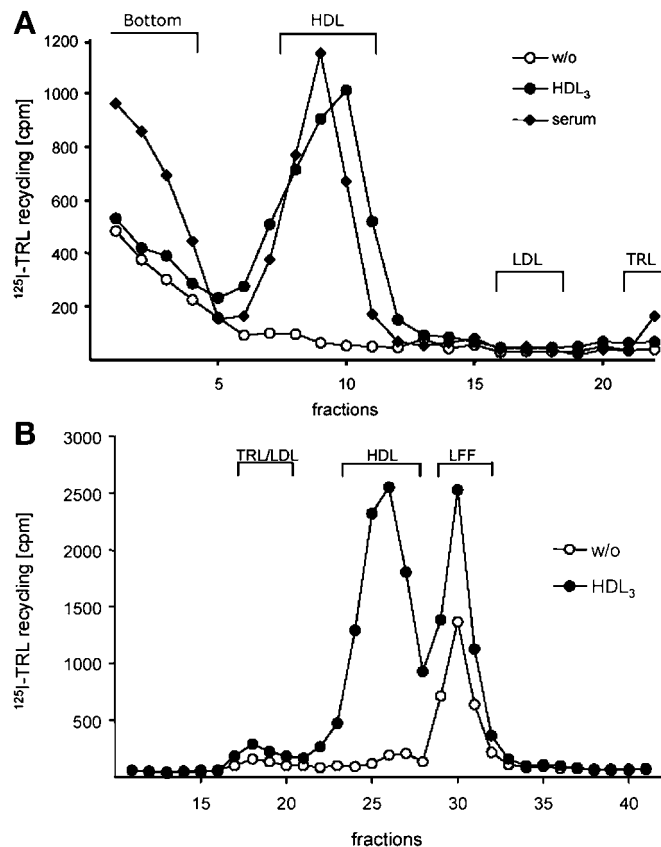 A
Bottom
HDL
1200
1000
800
600
400
200
¹²⁵I-TRL recycling [cpm]
w/o
HDL₃
serum
LDL
TRL
5
10
15
20
fractions
B
3000
2500
2000
1500
1000
500
¹²⁵I-TRL recycling [cpm]
TRL/LDL
HDL
LFF
w/o
HDL₃
15
20
25
30
35
40
fractions